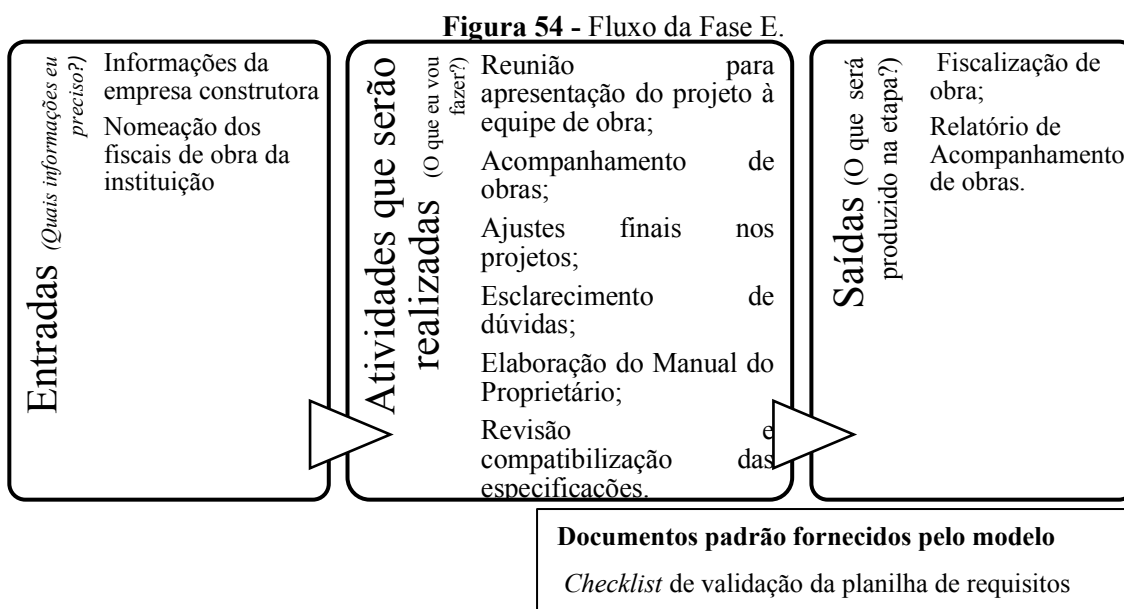 Figura 54 - Fluxo da Fase E.
Entradas (Quais informações eu
preciso?)
Informações da
empresa construtora
Nomeação dos
fiscais de obra da
instituição
Atividades que serão
realizadas (O que eu vou
fazer?)
Reunião para
apresentação do projeto à
equipe de obra;
Acompanhamento de
obras;
Ajustes finais nos
projetos;
Esclarecimento de
dúvidas;
Elaboração do Manual do
Proprietário;
Revisão e
compatibilização das
especificações.
Saídas (O que será
produzido na etapa?)
Fiscalização de
obra;
Relatório de
Acompanhamento
de obras.
Documentos padrão fornecidos pelo modelo
Checklist de validação da planilha de requisitos